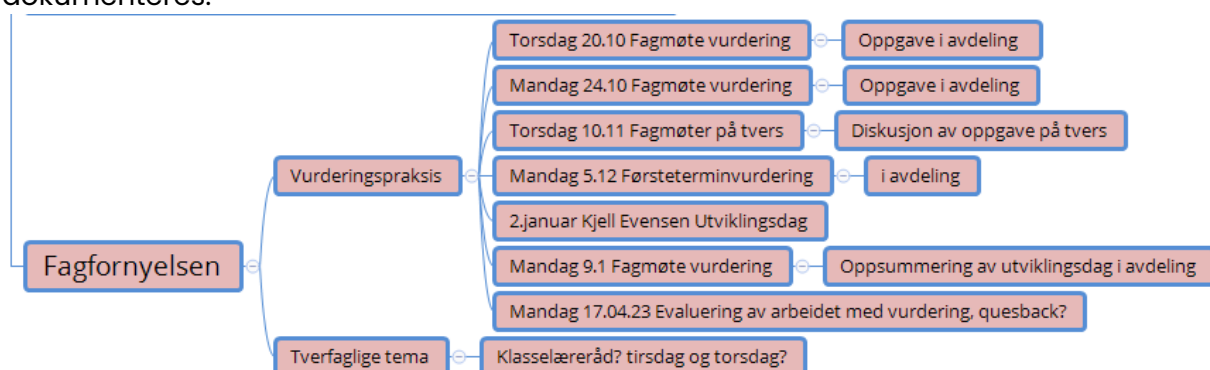 dokumenteres.
Torsdag 20.10 Fagmøte vurdering
Oppgave i avdeling
Mandag 24.10 Fagmøte vurdering
Oppgave i avdeling
Torsdag 10.11 Fagmøter på tvers
Diskusjon av oppgave på tvers
Vurderingspraksis
Mandag 5.12 Førsteterminvurdering
i avdeling
2.januar Kjell Evensen Utviklingsdag
Fagfornyelsen
Mandag 9.1 Fagmøte vurdering
Oppsummering av utviklingsdag i avdeling
Mandag 17.04.23 Evaluering av arbeidet med vurdering, quesback?
Tverfaglige tema
Klasselæreråd? tirsdag og torsdag?